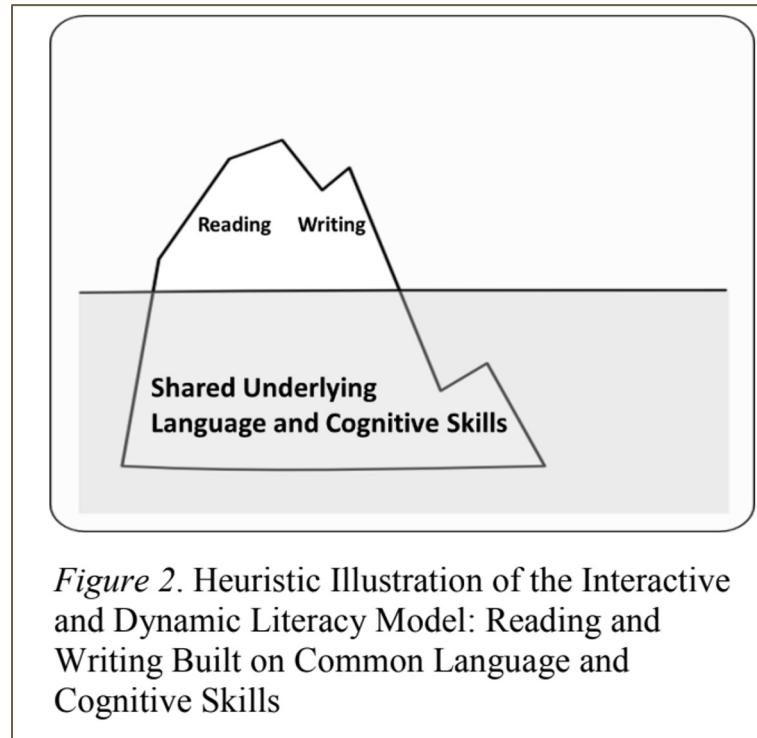 Reading Writing
Shared Underlying
Language and Cognitive Skills
Figure 2. Heuristic Illustration of the Interactive
and Dynamic Literacy Model: Reading and
Writing Built on Common Language and
Cognitive Skills